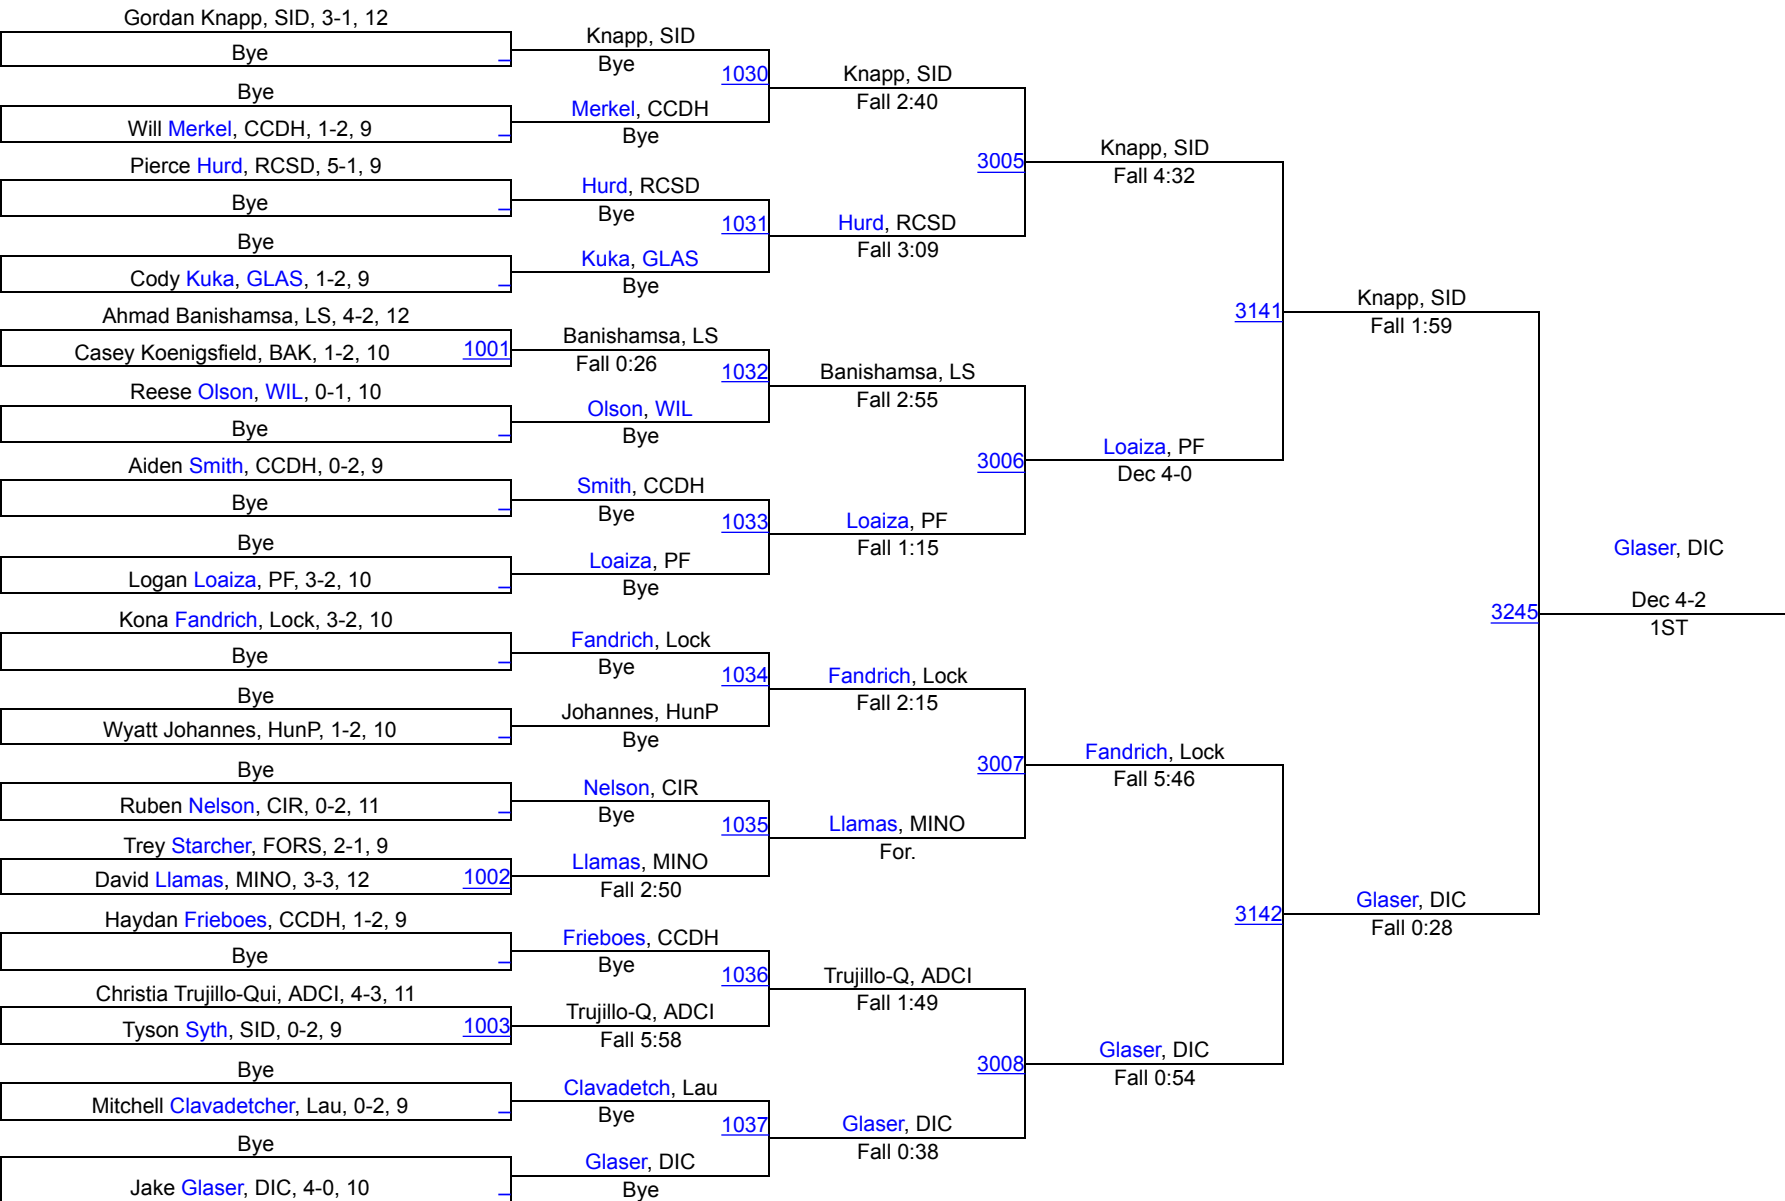 Gordan Knapp, SID, 3-1, 12
Bye
Bye
Will Merkel, CCDH, 1-2, 9
Pierce Hurd, RCSD, 5-1, 9
Bye
Bye
Cody Kuka, GLAS, 1-2, 9
Ahmad Banishamsa, LS, 4-2, 12
Casey Koenigsfield, BAK, 1-2, 10
1001
Reese Olson, WIL, 0-1, 10
Bye
Aiden Smith, CCDH, 0-2, 9
Bye
Bye
Logan Loaiza, PF, 3-2, 10
Kona Fandrich, Lock, 3-2, 10
Bye
Bye
Wyatt Johannes, HunP, 1-2, 10
Bye
Ruben Nelson, CIR, 0-2, 11
Trey Starcher, FORS, 2-1, 9
David Llamas, MINO, 3-3, 12
1002
Haydan Frieboes, CCDH, 1-2, 9
Bye
Christia Trujillo-Qui, ADCI, 4-3, 11
Tyson Syth, SID, 0-2, 9
1003
Bye
Mitchell Clavadetcher, Lau, 0-2, 9
Bye
Jake Glaser, DIC, 4-0, 10
Knapp, SID
Bye
1030
Merkel, CCDH
Bye
Hurd, RCSD
Bye
1031
Kuka, GLAS
Bye
Banishamsa, LS
Fall 0:26
1032
Olson, WIL
Bye
Smith, CCDH
Bye
1033
Loaiza, PF
Bye
Fandrich, Lock
Bye
1034
Johannes, HunP
Bye
Nelson, CIR
Bye
1035
Llamas, MINO
Fall 2:50
Frieboes, CCDH
Bye
1036
Trujillo-Q, ADCI
Fall 5:58
Clavadetch, Lau
Bye
1037
Glaser, DIC
Bye
Knapp, SID
Fall 2:40
3005
Hurd, RCSD
Fall 3:09
Banishamsa, LS
Fall 2:55
3006
Loaiza, PF
Fall 1:15
Fandrich, Lock
Fall 2:15
3007
Llamas, MINO
For.
Trujillo-Q, ADCI
Fall 1:49
3008
Glaser, DIC
Fall 0:38
Knapp, SID
Fall 4:32
3141
Loaiza, PF
Dec 4-0
Fandrich, Lock
Fall 5:46
3142
Glaser, DIC
Fall 0:54
Knapp, SID
Fall 1:59
3245
Glaser, DIC
Fall 0:28
Glaser, DIC
Dec 4-2
1ST